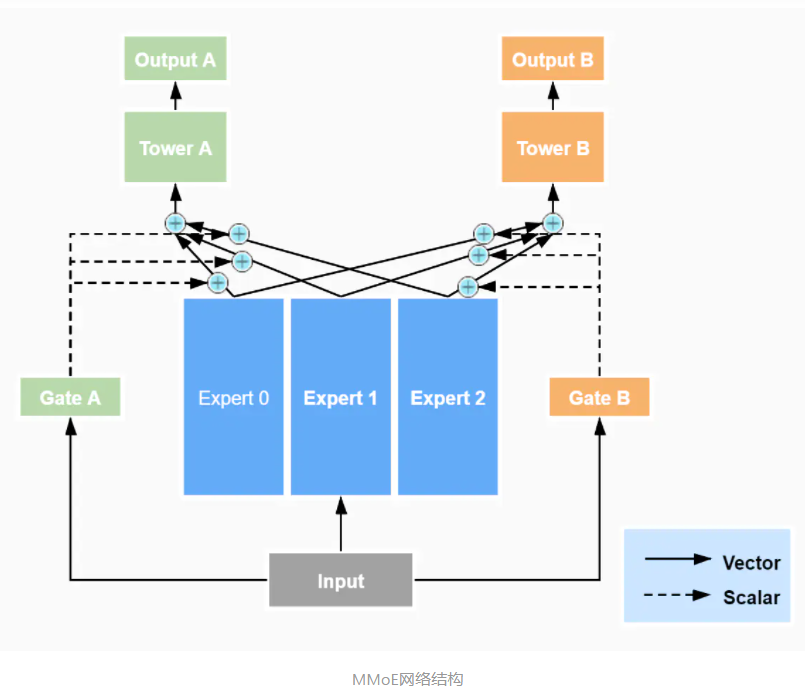 Output A
Output B
Tower A
Tower B
Gate A
Expert 0
Expert 1
Expert 2
Gate B
Input
Vector
Scalar
MMoE网络结构